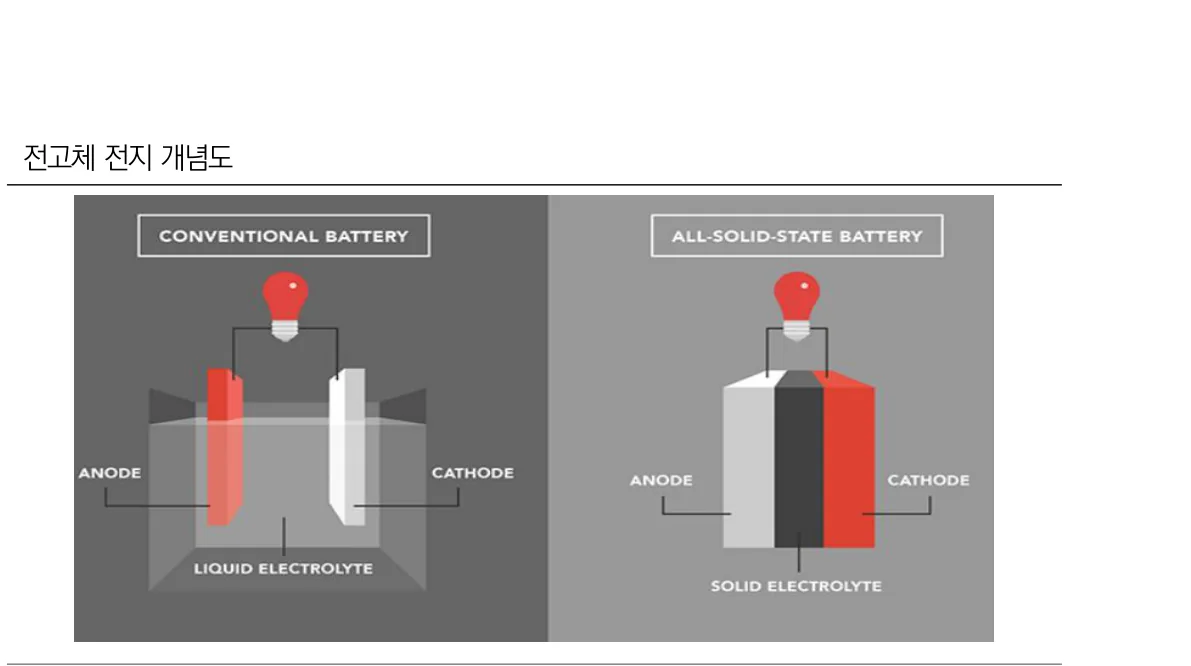 전고체 전지 개념도
CONVENTIONAL BATTERY
ANODE
CATHODE
LIQUID ELECTROLYTE
ALL-SOLID-STATE BATTERY
ANODE
CATHODE
SOLID ELECTROLYTE